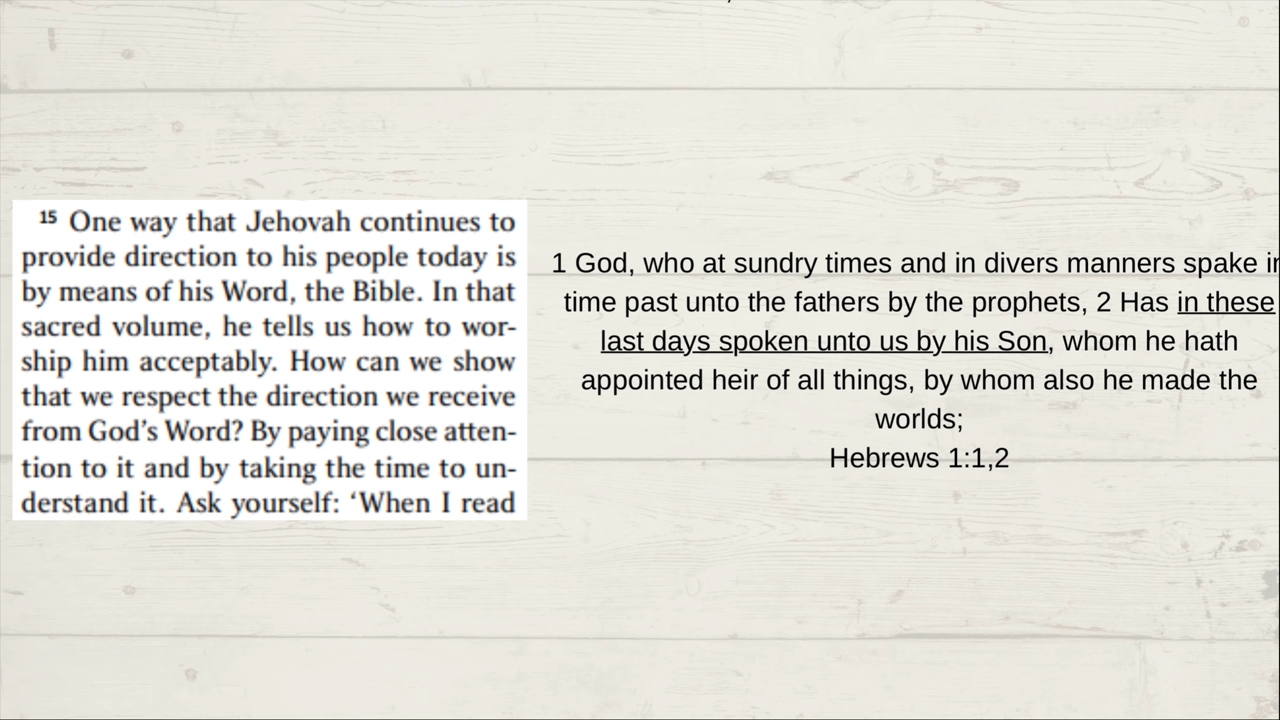 15 One way that Jehovah continues to
provide direction to his people today is
by means of his Word, the Bible. In that
sacred volume, he tells us how to wor-
ship him acceptably. How can we show
that we respect the direction we receive
from God’s Word? By paying close atten-
tion to it and by taking the time to un-
derstand it. Ask yourself: ‘When I read
1 God, who at sundry times and in divers manners spake in
time past unto the fathers by the prophets, 2 Has in these
last days spoken unto us by his Son, whom he hath
appointed heir of all things, by whom also he made the
worlds;
Hebrews 1:1,2